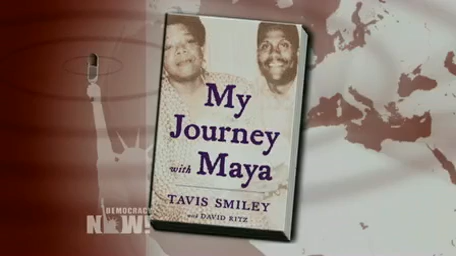 My
Journey
with Maya
TAVIS SMILEY
WITH DAVID RITZ
DEMOCRACY
NOW!